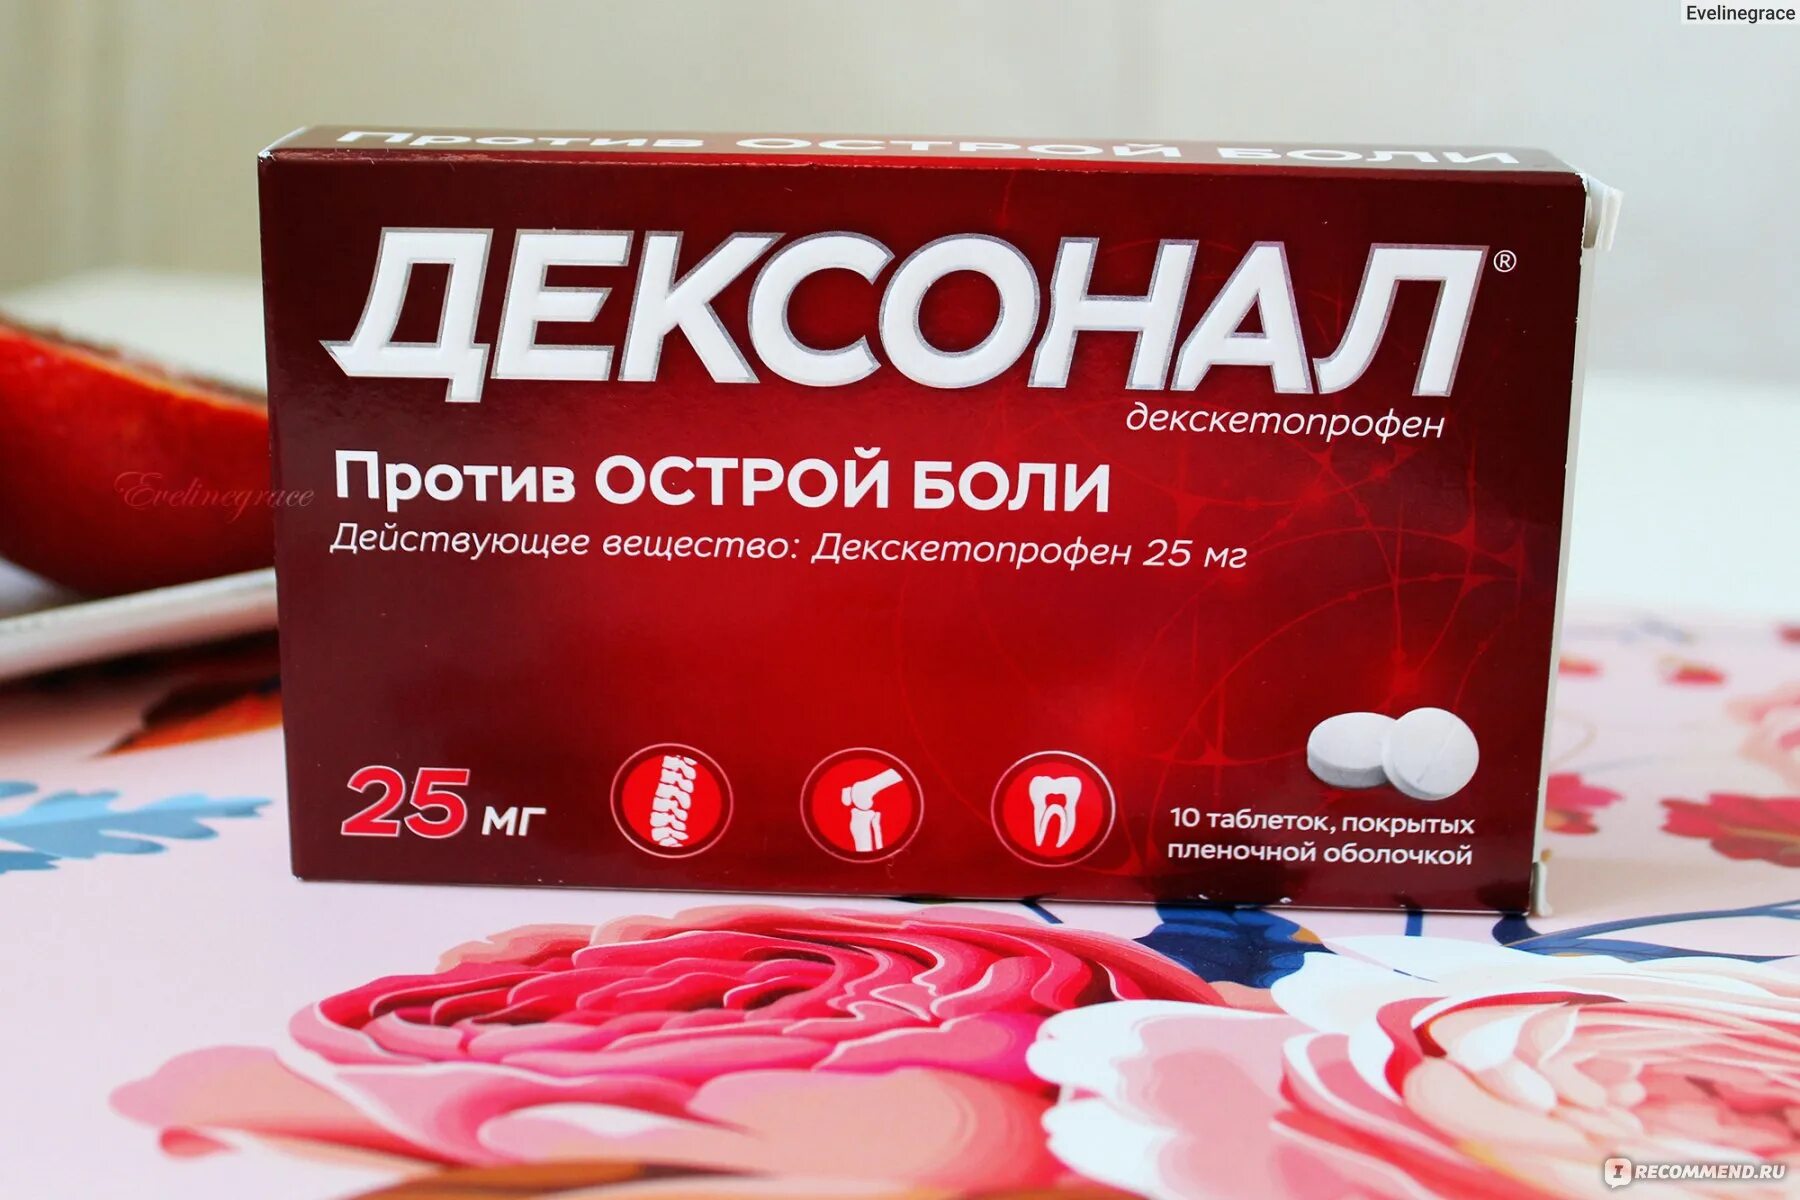 Evelinegrace
Против ОСТРОЙ БОЛИ
ДЕКСОНАЛ®
декскетопрофен
Против ОСТРОЙ БОЛИ
Evelinegrace
Действующее вещество: Декскетопрофен 25 мг
25 мг
10 таблеток, покрытых
пленочной оболочкой
I RECOMMEND.RU